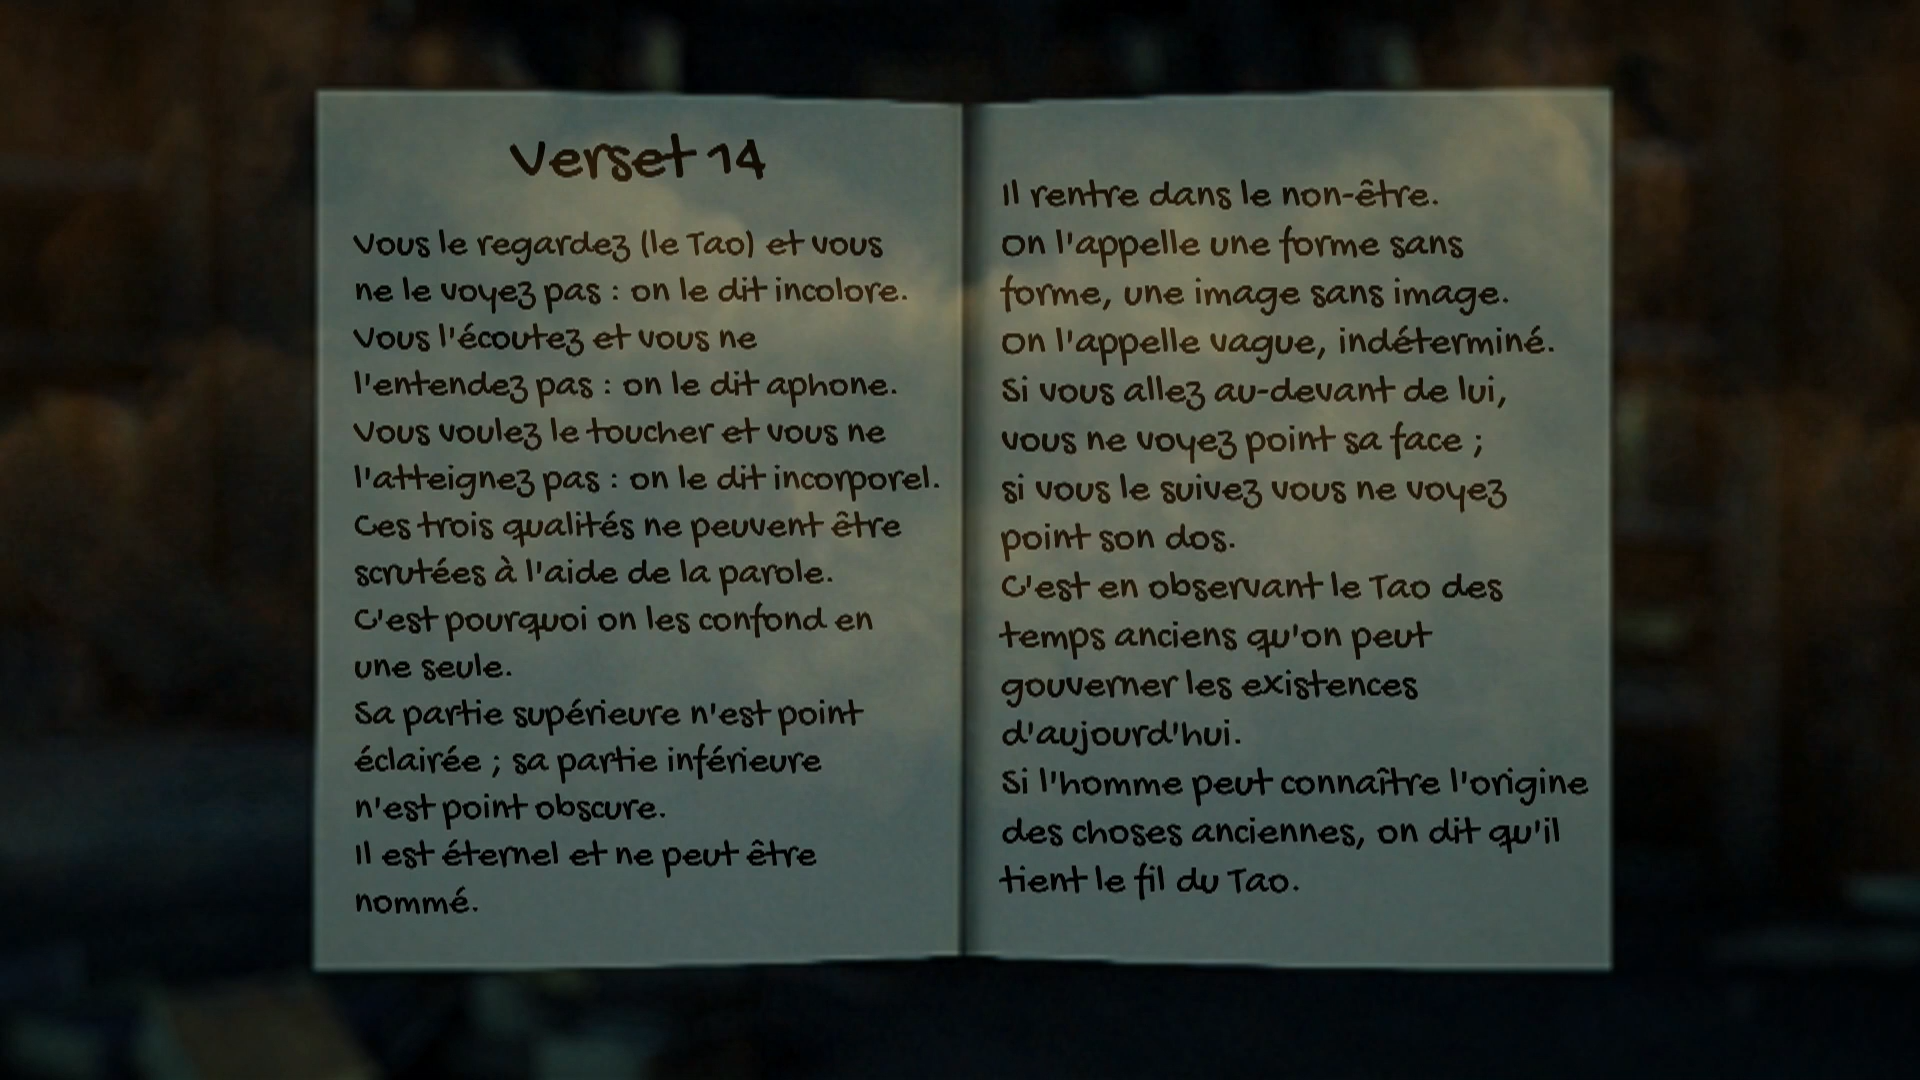 Verset 14
Vous le regardez (le Tao) et vous
ne le voyez pas : on le dit incolore.
Vous l'écoutez et vous ne
l'entendez pas : on le dit aphone.
Vous voulez le toucher et vous ne
l'atteignez pas : on le dit incorporel.
Ces trois qualités ne peuvent être
scrutées à l'aide de la parole.
C'est pourquoi on les confond en
une seule.
Sa partie supérieure n'est point
éclairée ; sa partie inférieure
n'est point obscure.
Il est éternel et ne peut être
nommé.
Il rentre dans le non-être.
On l'appelle une forme sans
forme, une image sans image.
On l'appelle vague, indéterminé.
Si vous allez au-devant de lui,
vous ne voyez point sa face ;
si vous le suivez vous ne voyez
point son dos.
C'est en observant le Tao des
temps anciens qu'on peut
gouverner les existences
d'aujourd'hui.
Si l'homme peut connaître l'origine
des choses anciennes, on dit qu'il
tient le fil du Tao.